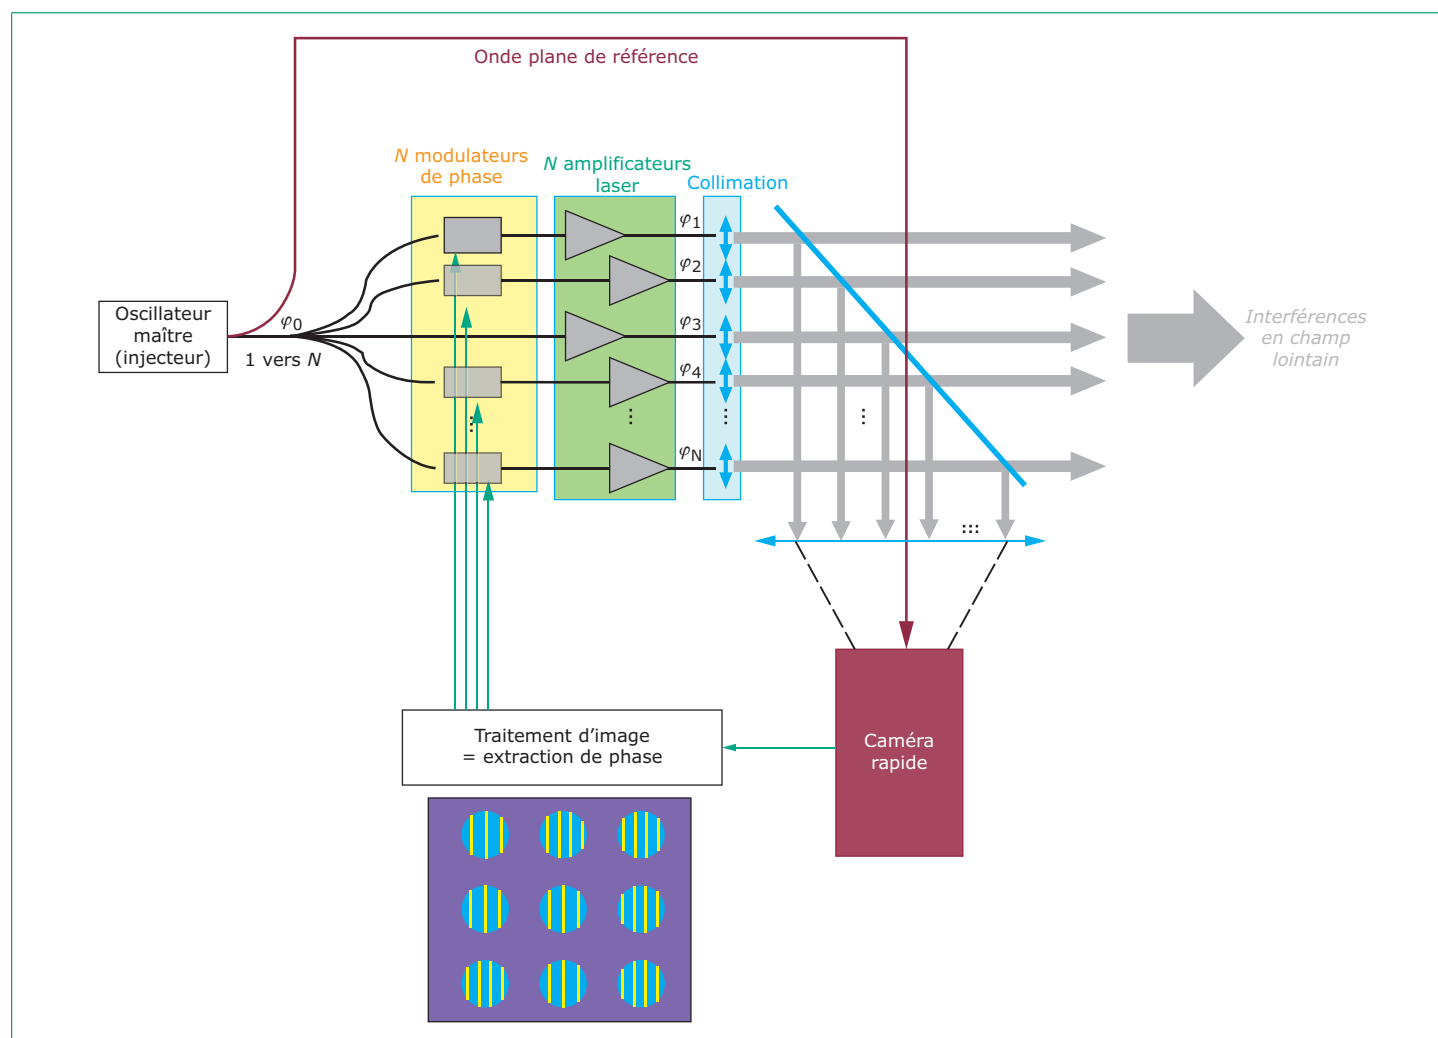 Onde plane de référence
N modulateurs
de phase
N amplificateurs
laser
Collimation
φ1
φ2
φ3
φ4
φN
Oscillateur
maître
(injecteur)
φ0
1 vers N
...
...
...
...
...
Interférences
en champ
lointain
Traitement d’image
= extraction de phase
Caméra
rapide